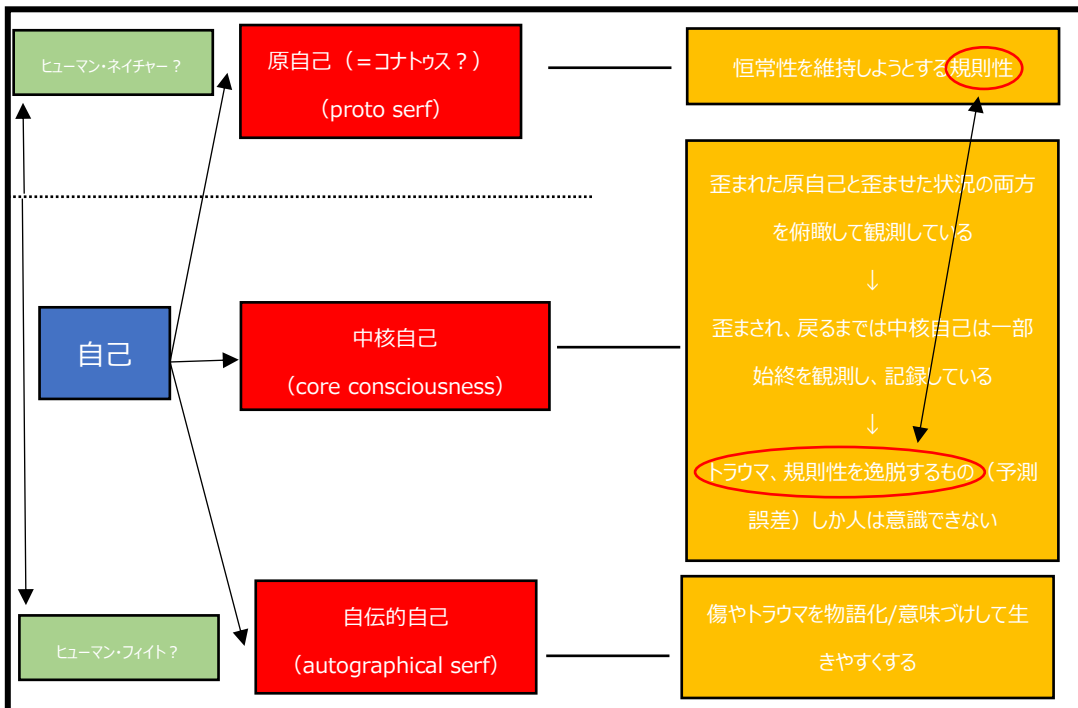 ヒューマン・ネイチャー？
原自己（＝コナトゥス？）
（proto serf）
恒常性を維持しようとする規則性
歪まれた原自己と歪ませた状況の両方
を俯瞰して観測している
↓
歪まされ、戻るまでは中核自己は一部
始終を観測し、記録している
↓
トラウマ、規則性を逸脱するもの（予測
誤差）しか人は意識できない
自己
中核自己
（core consciousness）
ヒューマン・フィイト？
自伝的自己
（autographical serf）
傷やトラウマを物語化/意味づけして生
きやすくする